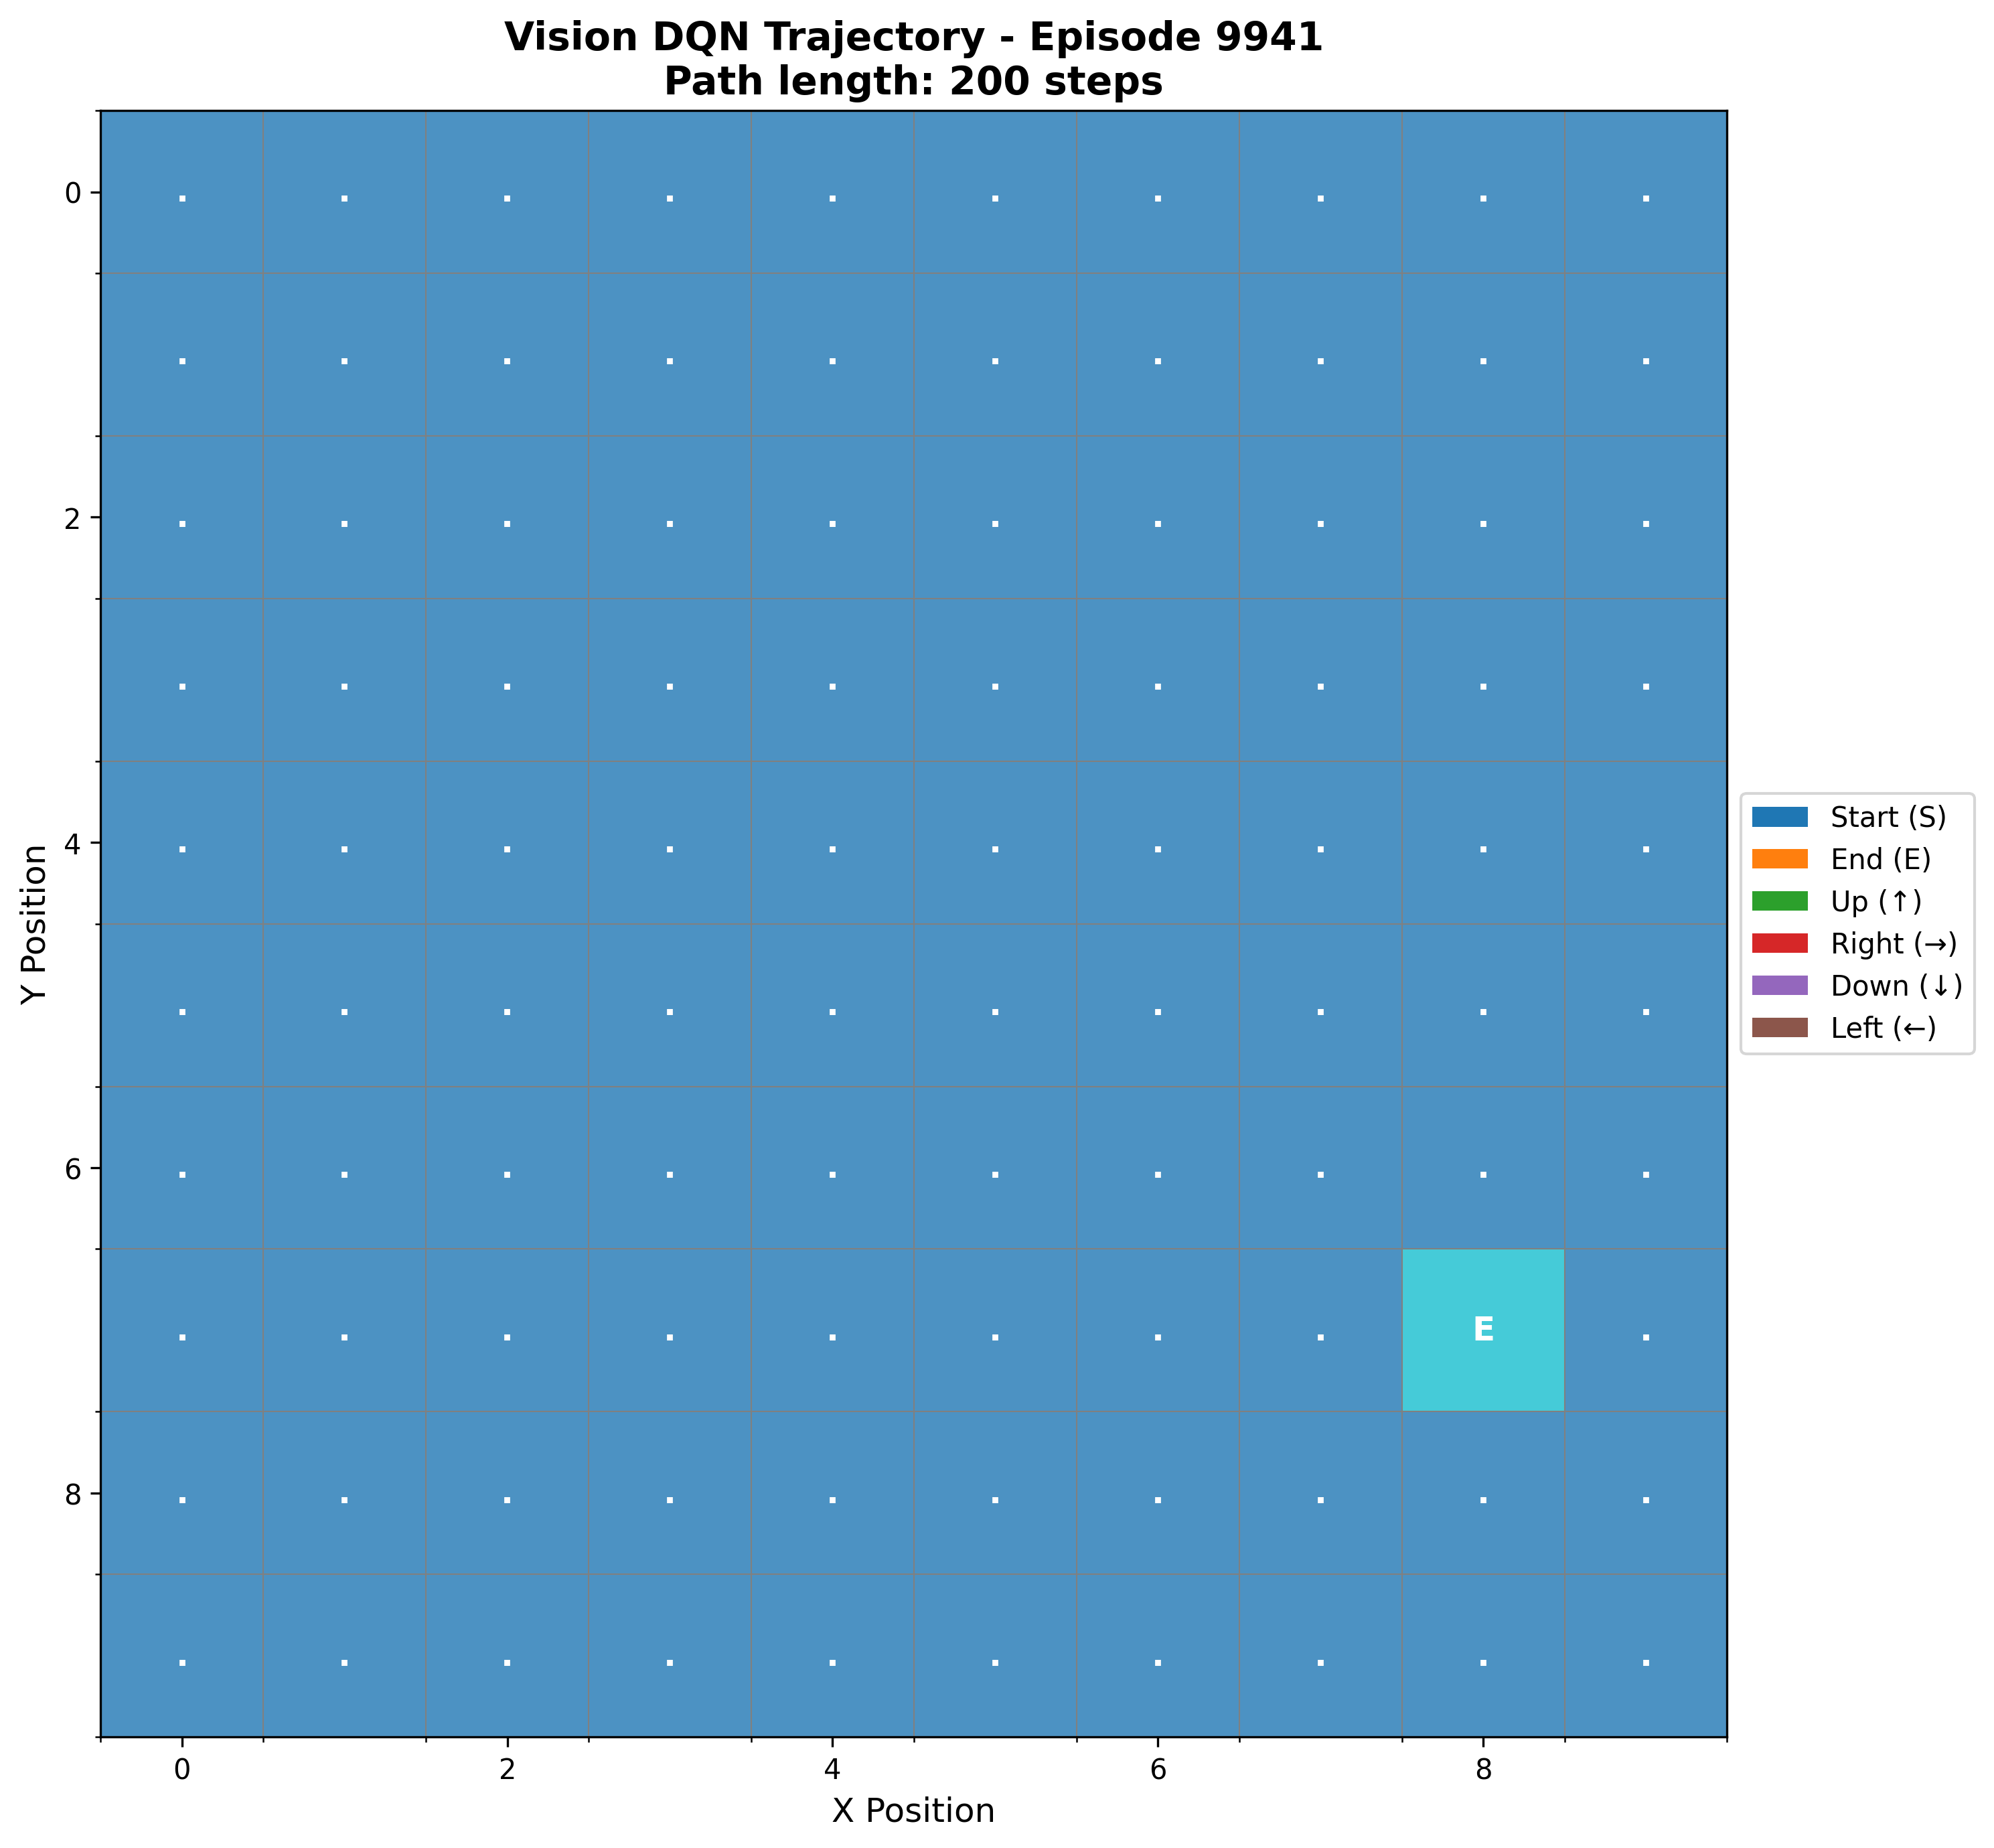 Vision DQN Trajectory - Episode 9941
Path length: 200 steps
0
2
4
6
8
Y Position
E
0 2 4 6 8
X Position
Start (S)
End (E)
Up (↑)
Right (→)
Down (↓)
Left (←)